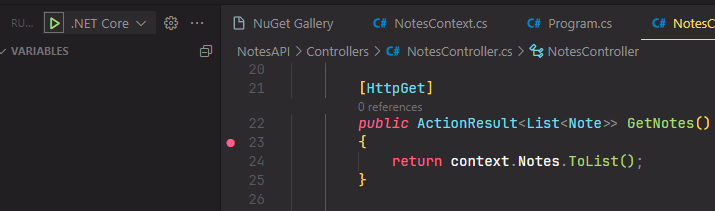 RU... .NET Core
VARIABLES
NuGet Gallery C# NotesContext.cs C# Program.cs C# NotesC
NotesAPI > Controllers > C# NotesController.cs > NotesController
20
21 [HttpGet]
0 references
22 public ActionResult<List<Note>> GetNotes()
23 {
24 return context.Notes.ToList();
25 }
26